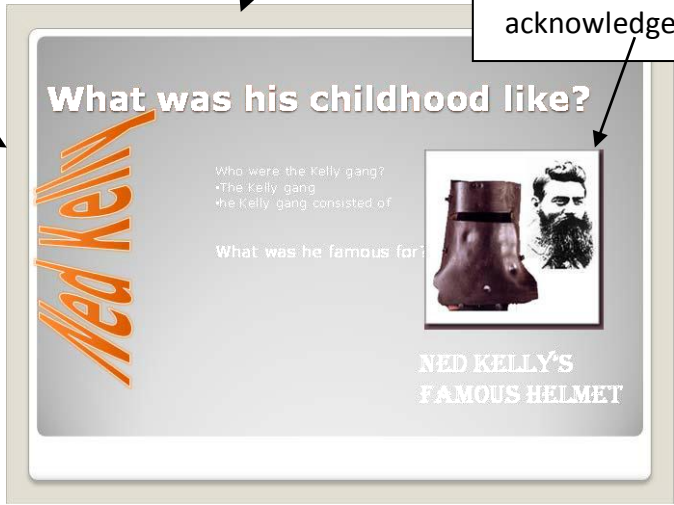 acknowledge
What was his childhood like?
Ned Kelly
Who were the Kelly gang?
•The Kelly gang
•he Kelly gang consisted of
What was he famous for?
NED KELLY'S
FAMOUS HELMET